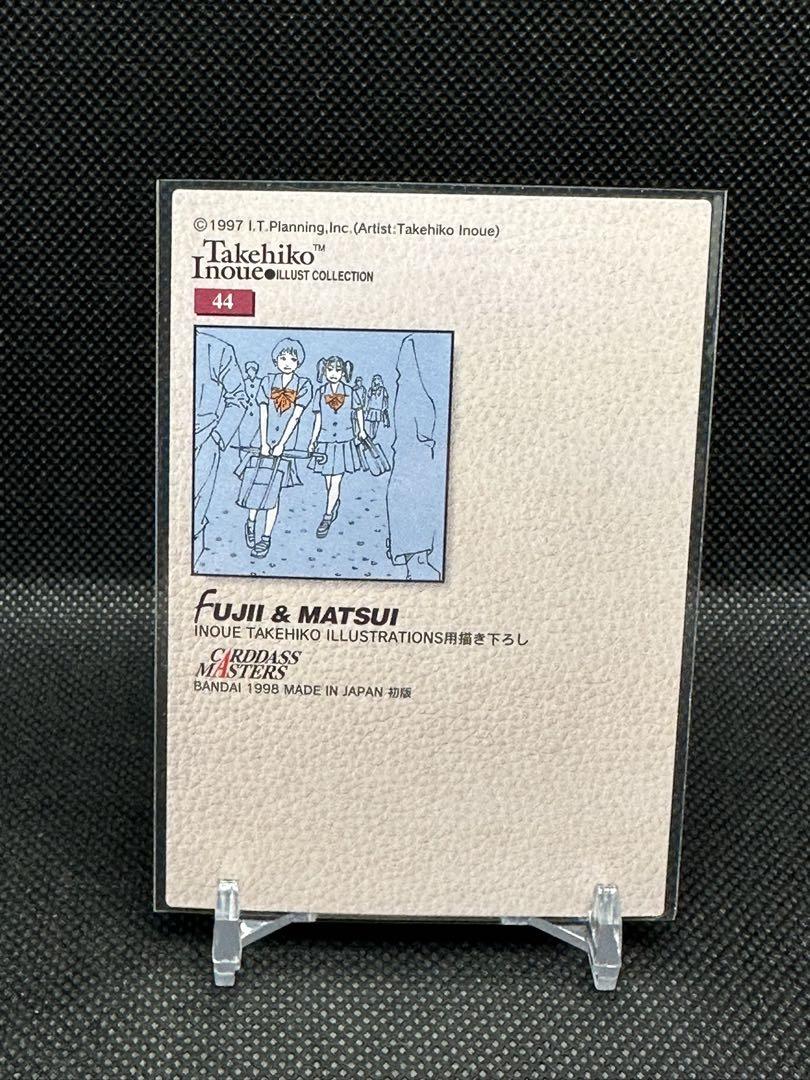 ©1997 I.T.Planning,Inc.(Artist:Takehiko Inoue)
Takehiko™
Inoue●ILLUST COLLECTION
44
FUJII & MATSUI
INOUE TAKEHIKO ILLUSTRATIONS用描き下ろし
CARDDASS
MASTERS
BANDAI 1998 MADE IN JAPAN 初版